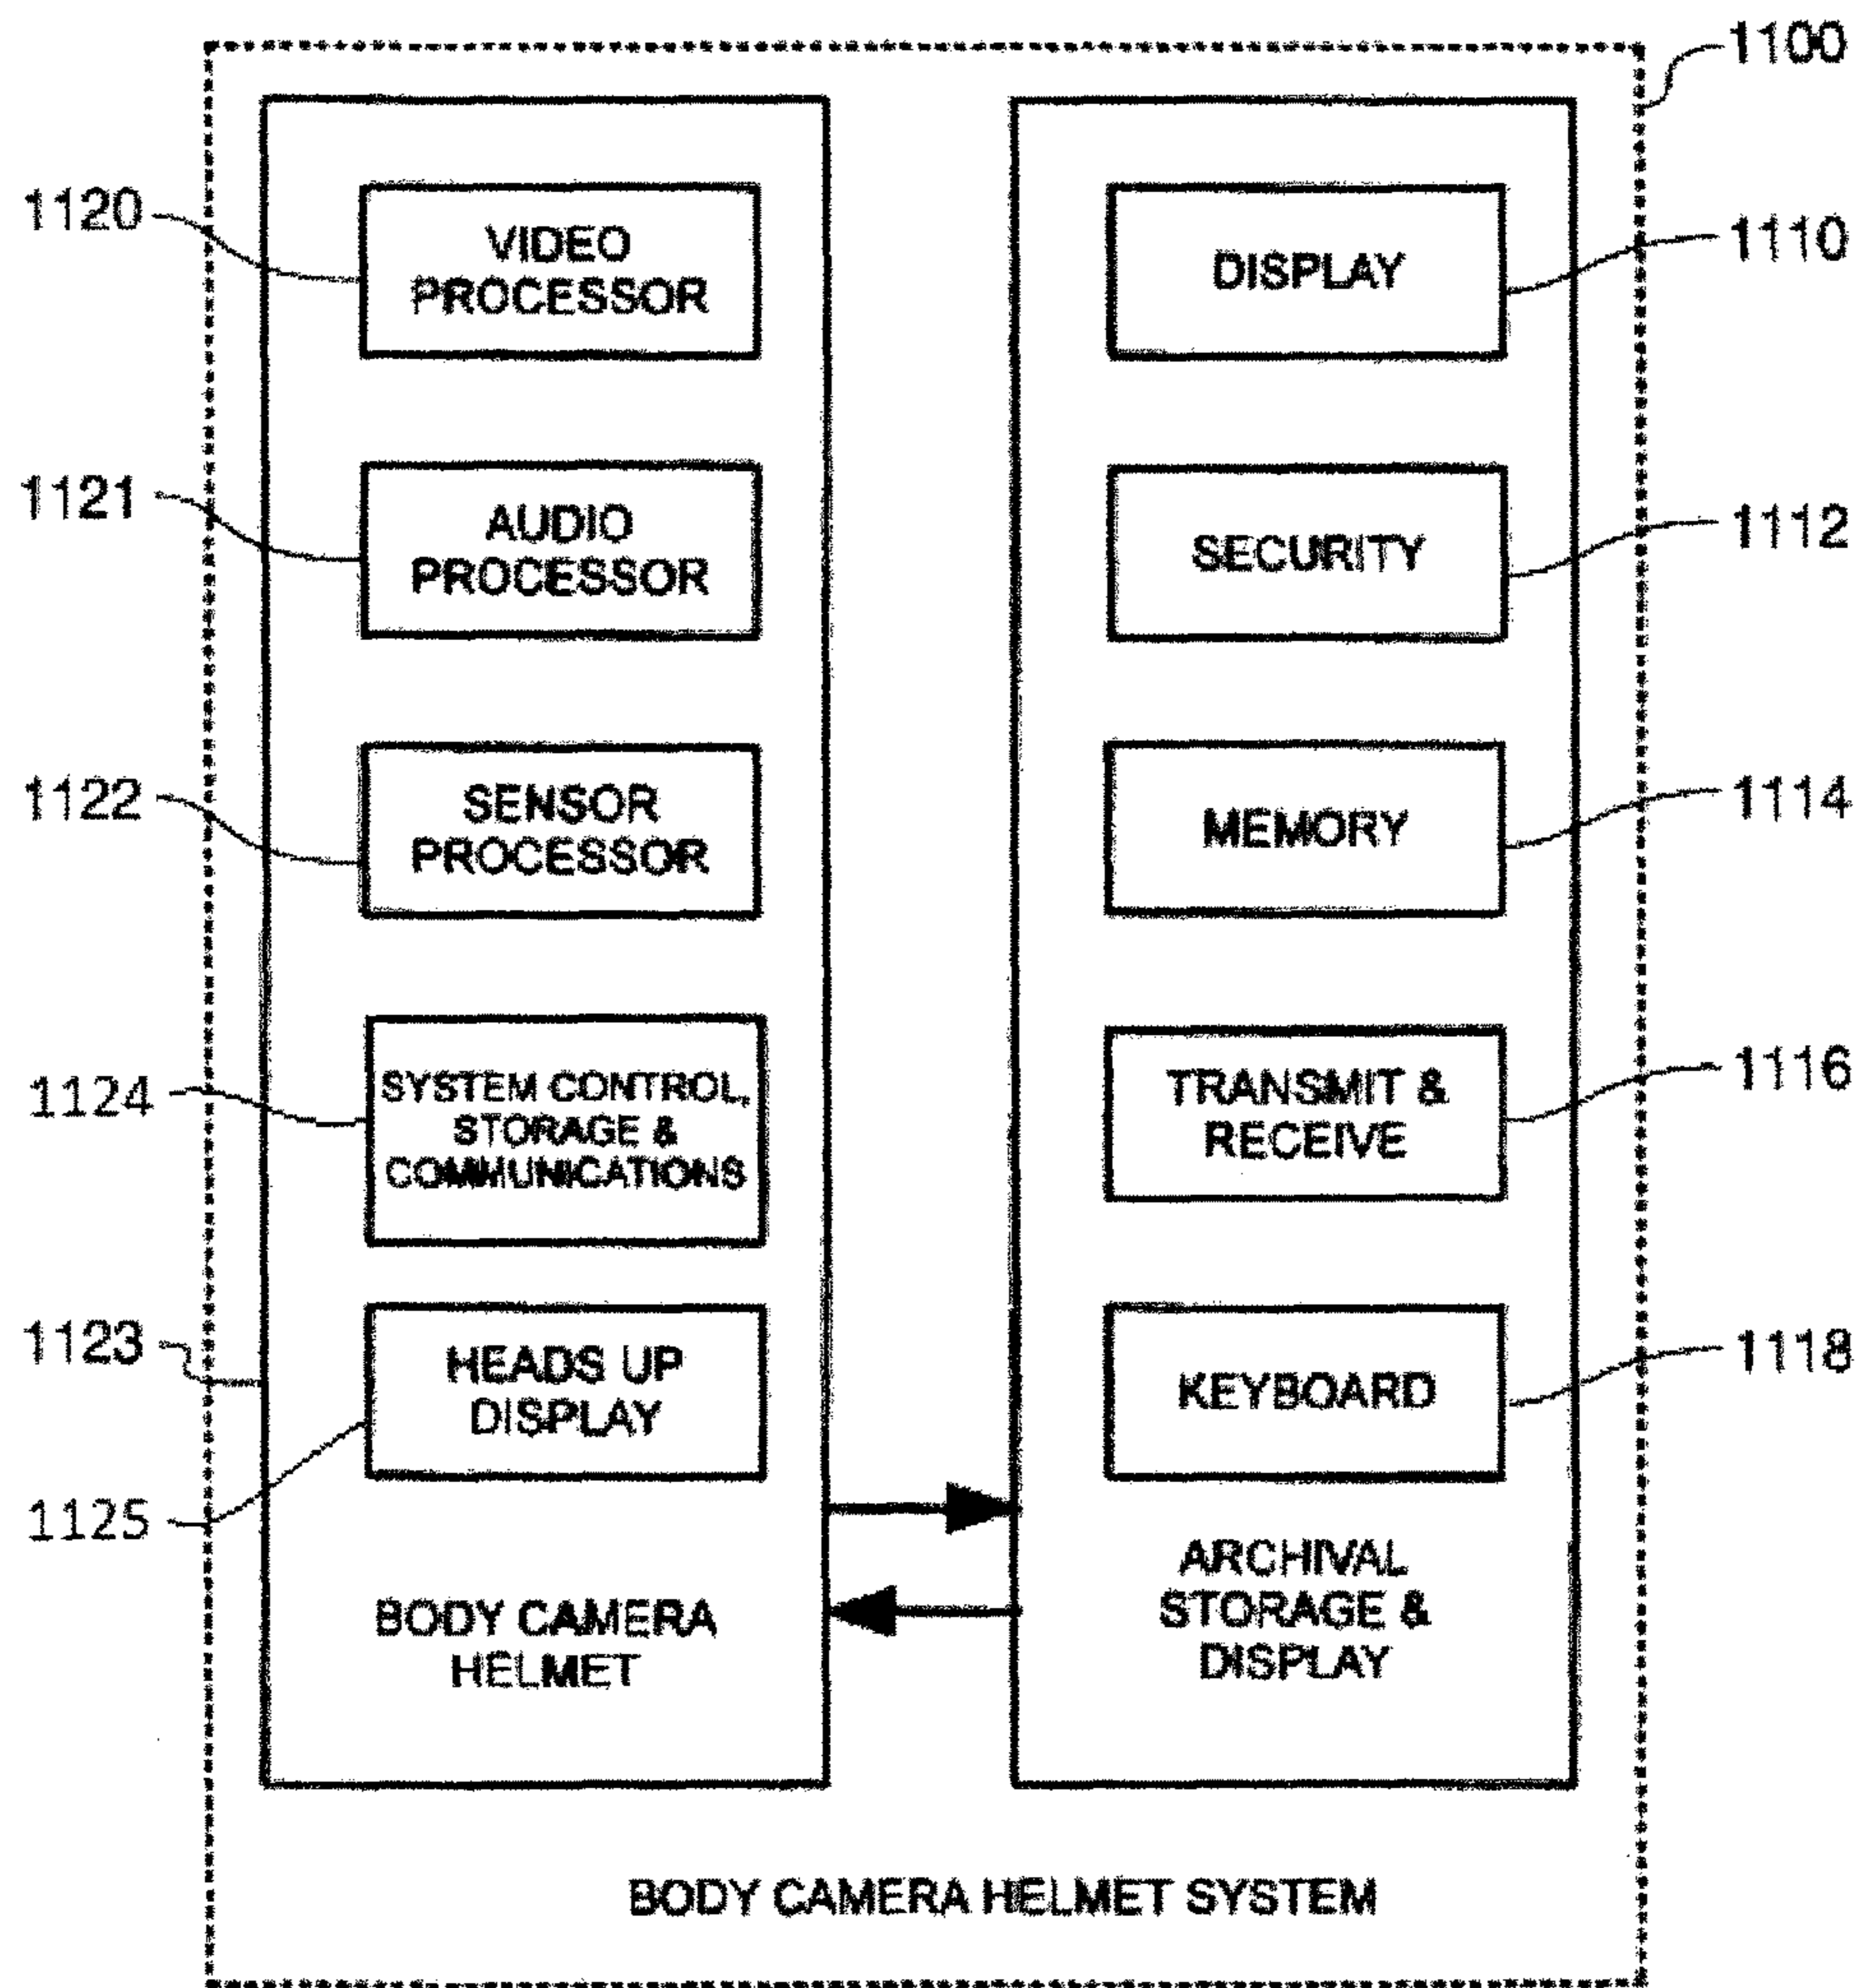 1100
1120
VIDEO
PROCESSOR
DISPLAY
1110
1121
AUDIO
PROCESSOR
SECURITY
1112
1122
SENSOR
PROCESSOR
MEMORY
1114
1124
SYSTEM CONTROL,
STORAGE &
COMMUNICATIONS
TRANSMIT &
RECEIVE
1116
1123
HEADS UP
DISPLAY
KEYBOARD
1118
1125
BODY CAMERA
HELMET
ARCHIVAL
STORAGE &
DISPLAY
BODY CAMERA HELMET SYSTEM